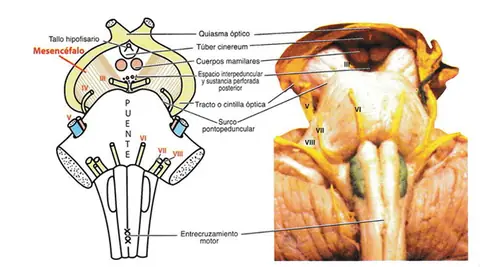 Tallo hipofisario
Mesencéfalo
Quiasma óptico
Túber cinereum
Cuerpos mamilares
Espacio interpeduncular
y sustancia perforada
posterior
Tracto o cintilla óptica
Surco
pontopeduncular
III
IV
V
PUENTE
VI
VII
VIII
Entrecruzamiento
motor
III
V
VI
VII
VIII